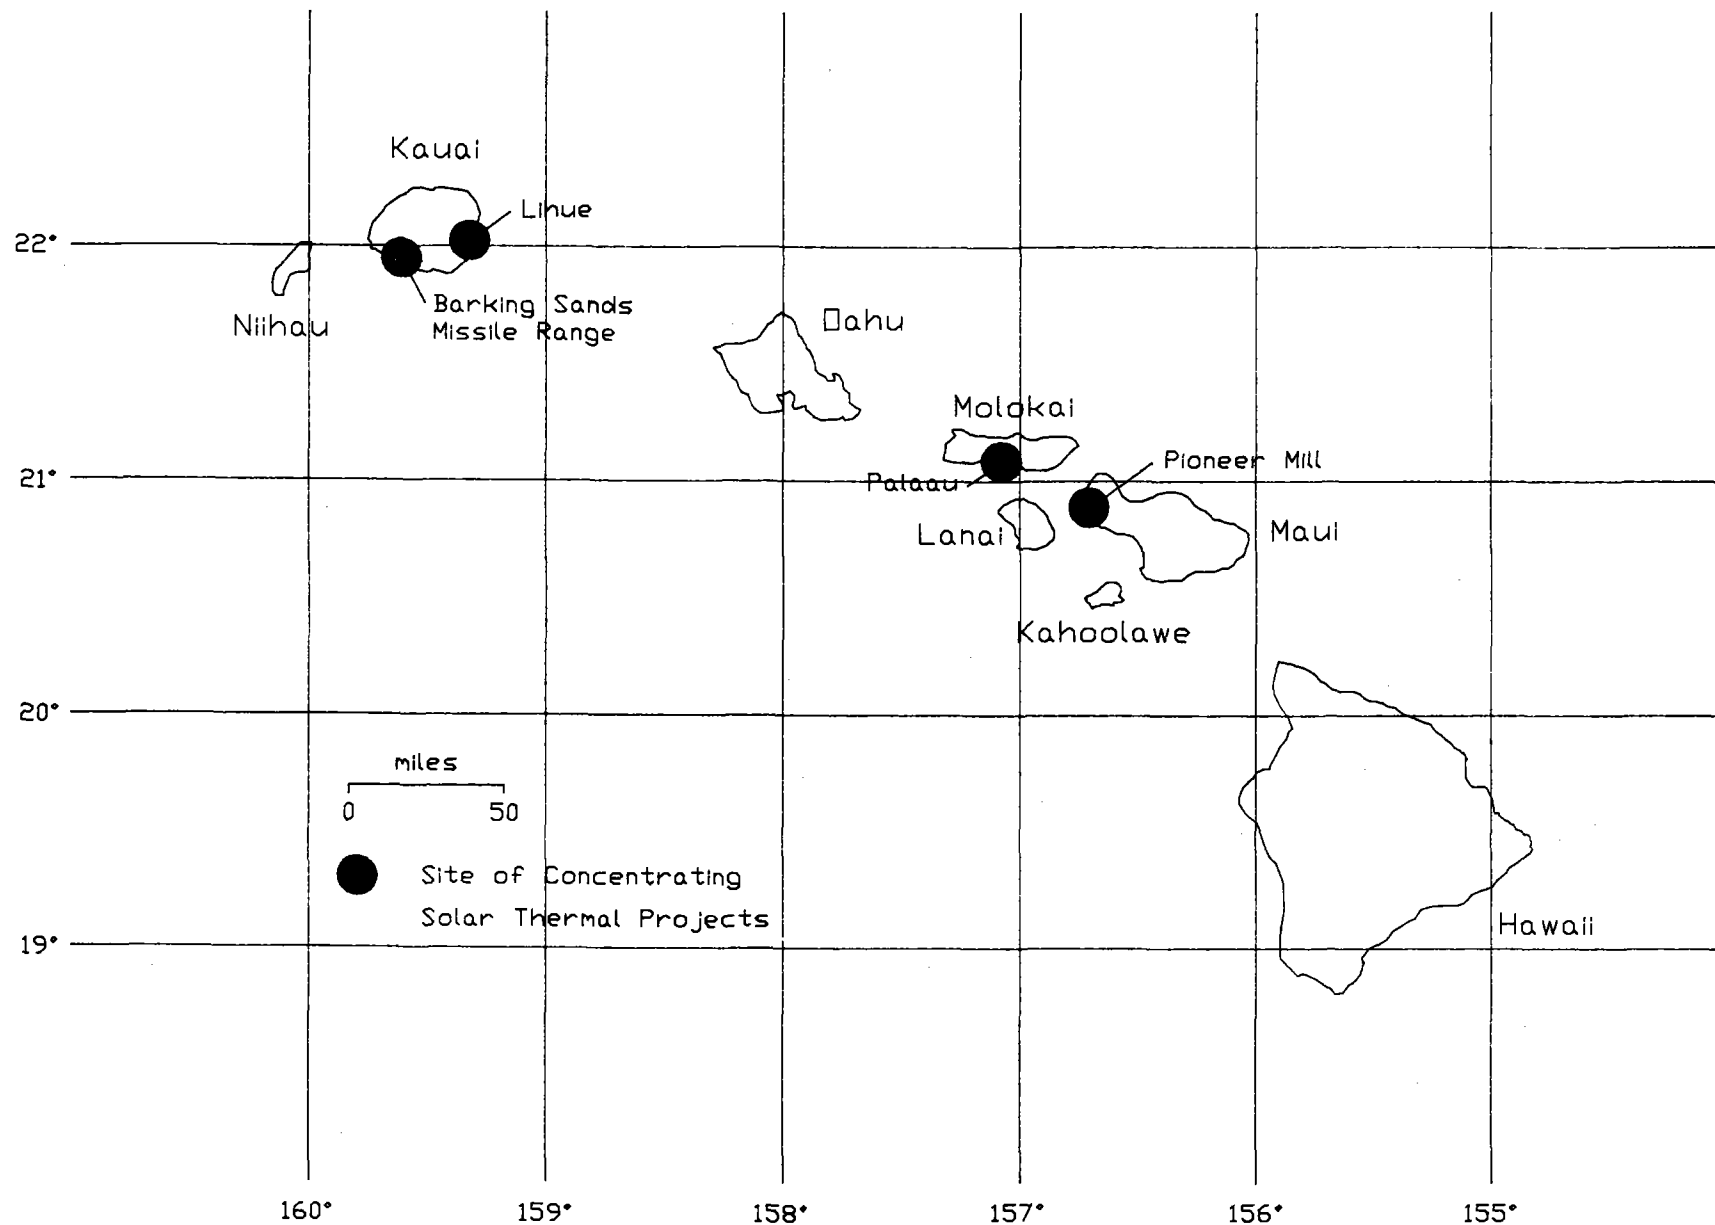 Kauai
Lihue
22°
Barking Sands
Missile Range
Niihau
Oahu
Molokai
Pioneer Mill
21°
Palaau
Lanai
Maui
Kahoolawe
20°
miles
0 50
Site of Concentrating
Solar Thermal Projects
19°
Hawaii
160° 159° 158° 157° 156° 155°